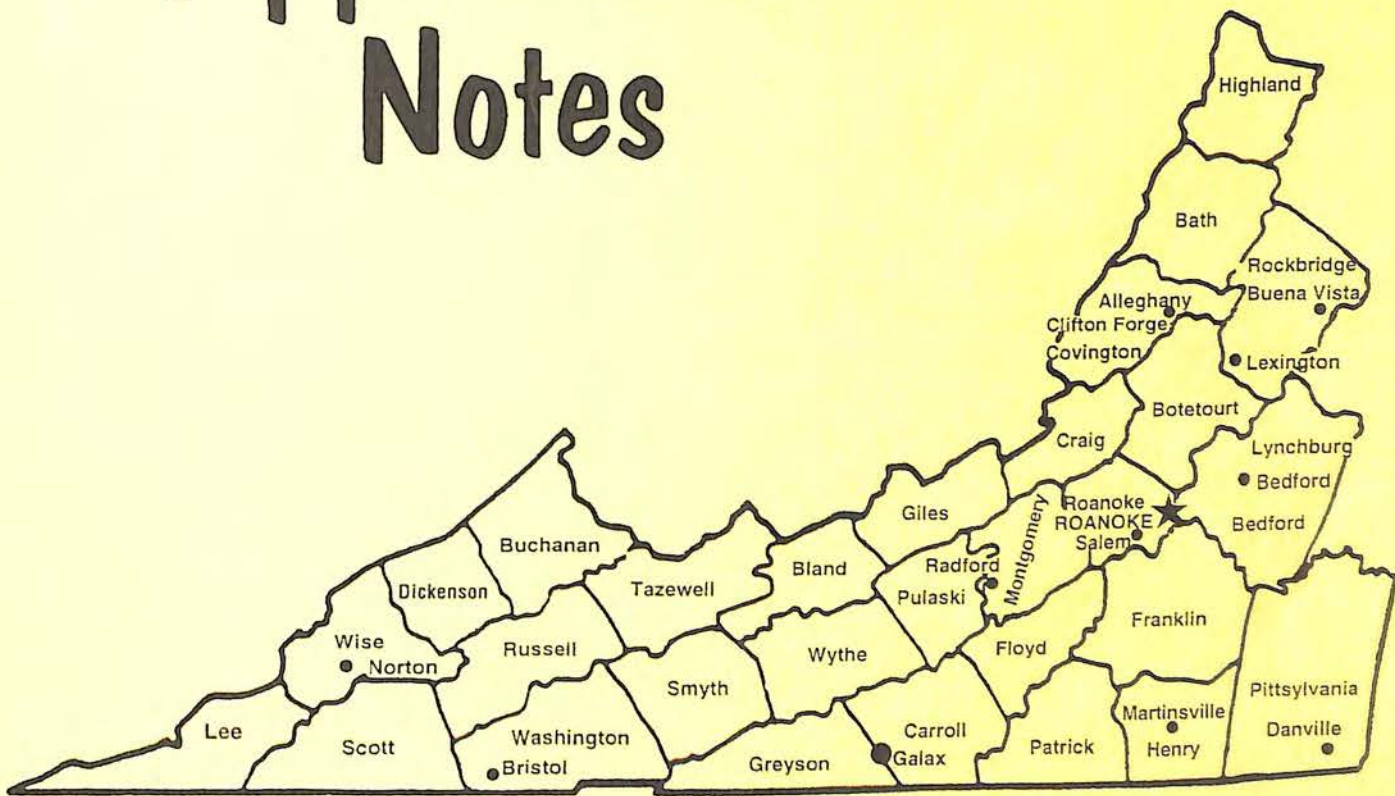 Notes
Highland
Bath
Rockbridge
Alleghany
Buena Vista
Clifton Forge
Covington
Lexington
Botetourt
Craig
Lynchburg
Bedford
Bedford
Giles
Roanoke
ROANOKE
Salem
Montgomery
Radford
Pulaski
Buchanan
Bland
Tazewell
Dickenson
Franklin
Floyd
Wythe
Russell
Wise
Norton
Smyth
Pittsylvania
Martinsville
Henry
Danville
Carroll
Galax
Patrick
Washington
Bristol
Greyson
Lee
Scott